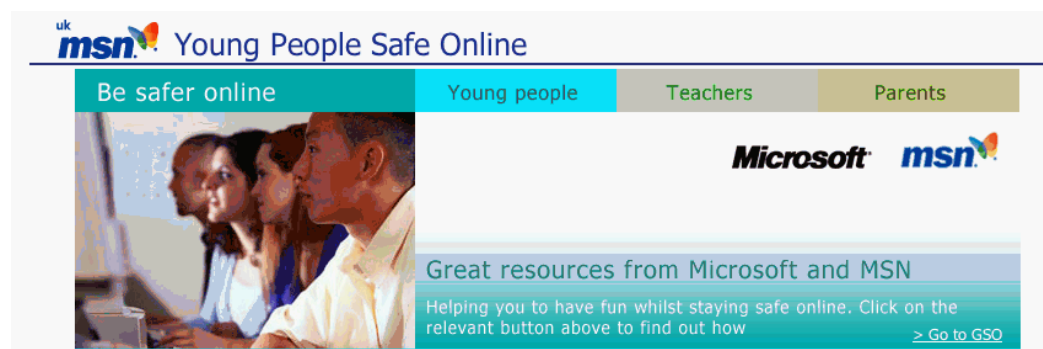 uk
msn Young People Safe Online
Be safer online Young people Teachers Parents
Microsoft msn
Great resources from Microsoft and MSN
Helping you to have fun whilst staying safe online. Click on the
relevant button above to find out how
> Go to GSO